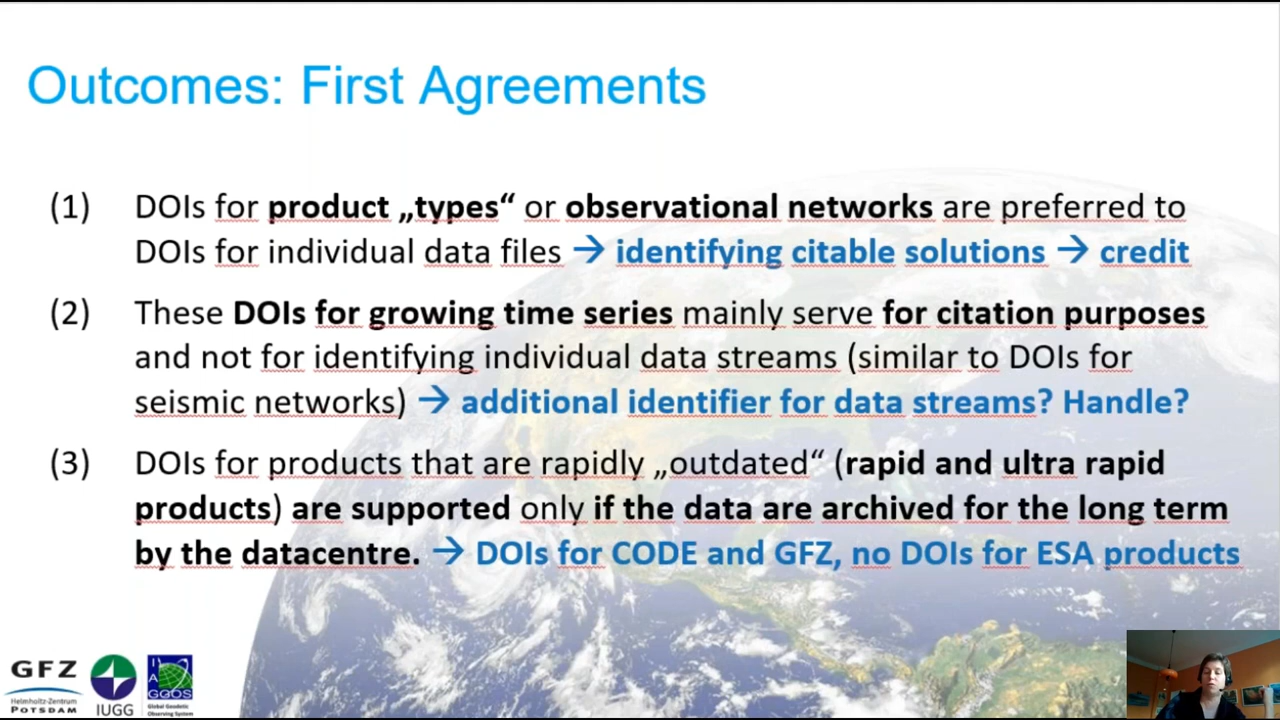 Outcomes: First Agreements
(1) DOIs for product „types“ or observational networks are preferred to
DOIs for individual data files → identifying citable solutions → credit
(2) These DOIs for growing time series mainly serve for citation purposes
and not for identifying individual data streams (similar to DOIs for
seismic networks) → additional identifier for data streams? Handle?
(3) DOIs for products that are rapidly „outdated“ (rapid and ultra rapid
products) are supported only if the data are archived for the long term
by the datacentre. → DOIs for CODE and GFZ, no DOIs for ESA products
GFZ
Helmholtz-Zentrum
POTSDAM
IUGG
I
A
GGOS
Global Geodetic
Observing System